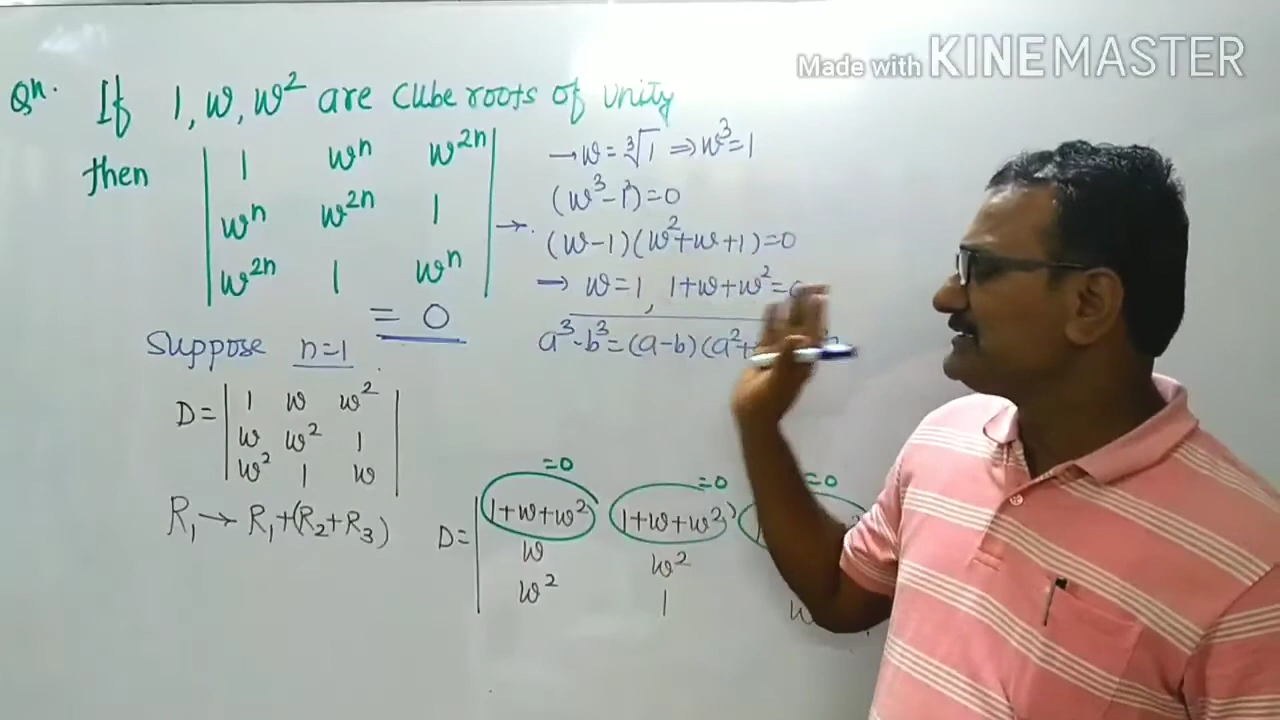 Made with KINEMASTER
Qn. If 1, w, w² are cube roots of unity
then | 1 wⁿ w²ⁿ |
| wⁿ w²ⁿ 1 | →
| w²ⁿ 1 wⁿ |
= 0
→ w = ∛1 ⇒ w³ = 1
(w³ - 1³) = 0
(w-1)(w²+w+1) = 0
→ w = 1, 1+w+w² = 0
a³-b³ = (a-b)(a²+
Suppose n=1
D = | 1 w w² |
| w w² 1 |
| w² 1 w |
R₁ → R₁+(R₂+R₃)
=0 =0 =0
D = | 1+w+w² 1+w+w²
w w²
w² 1 w